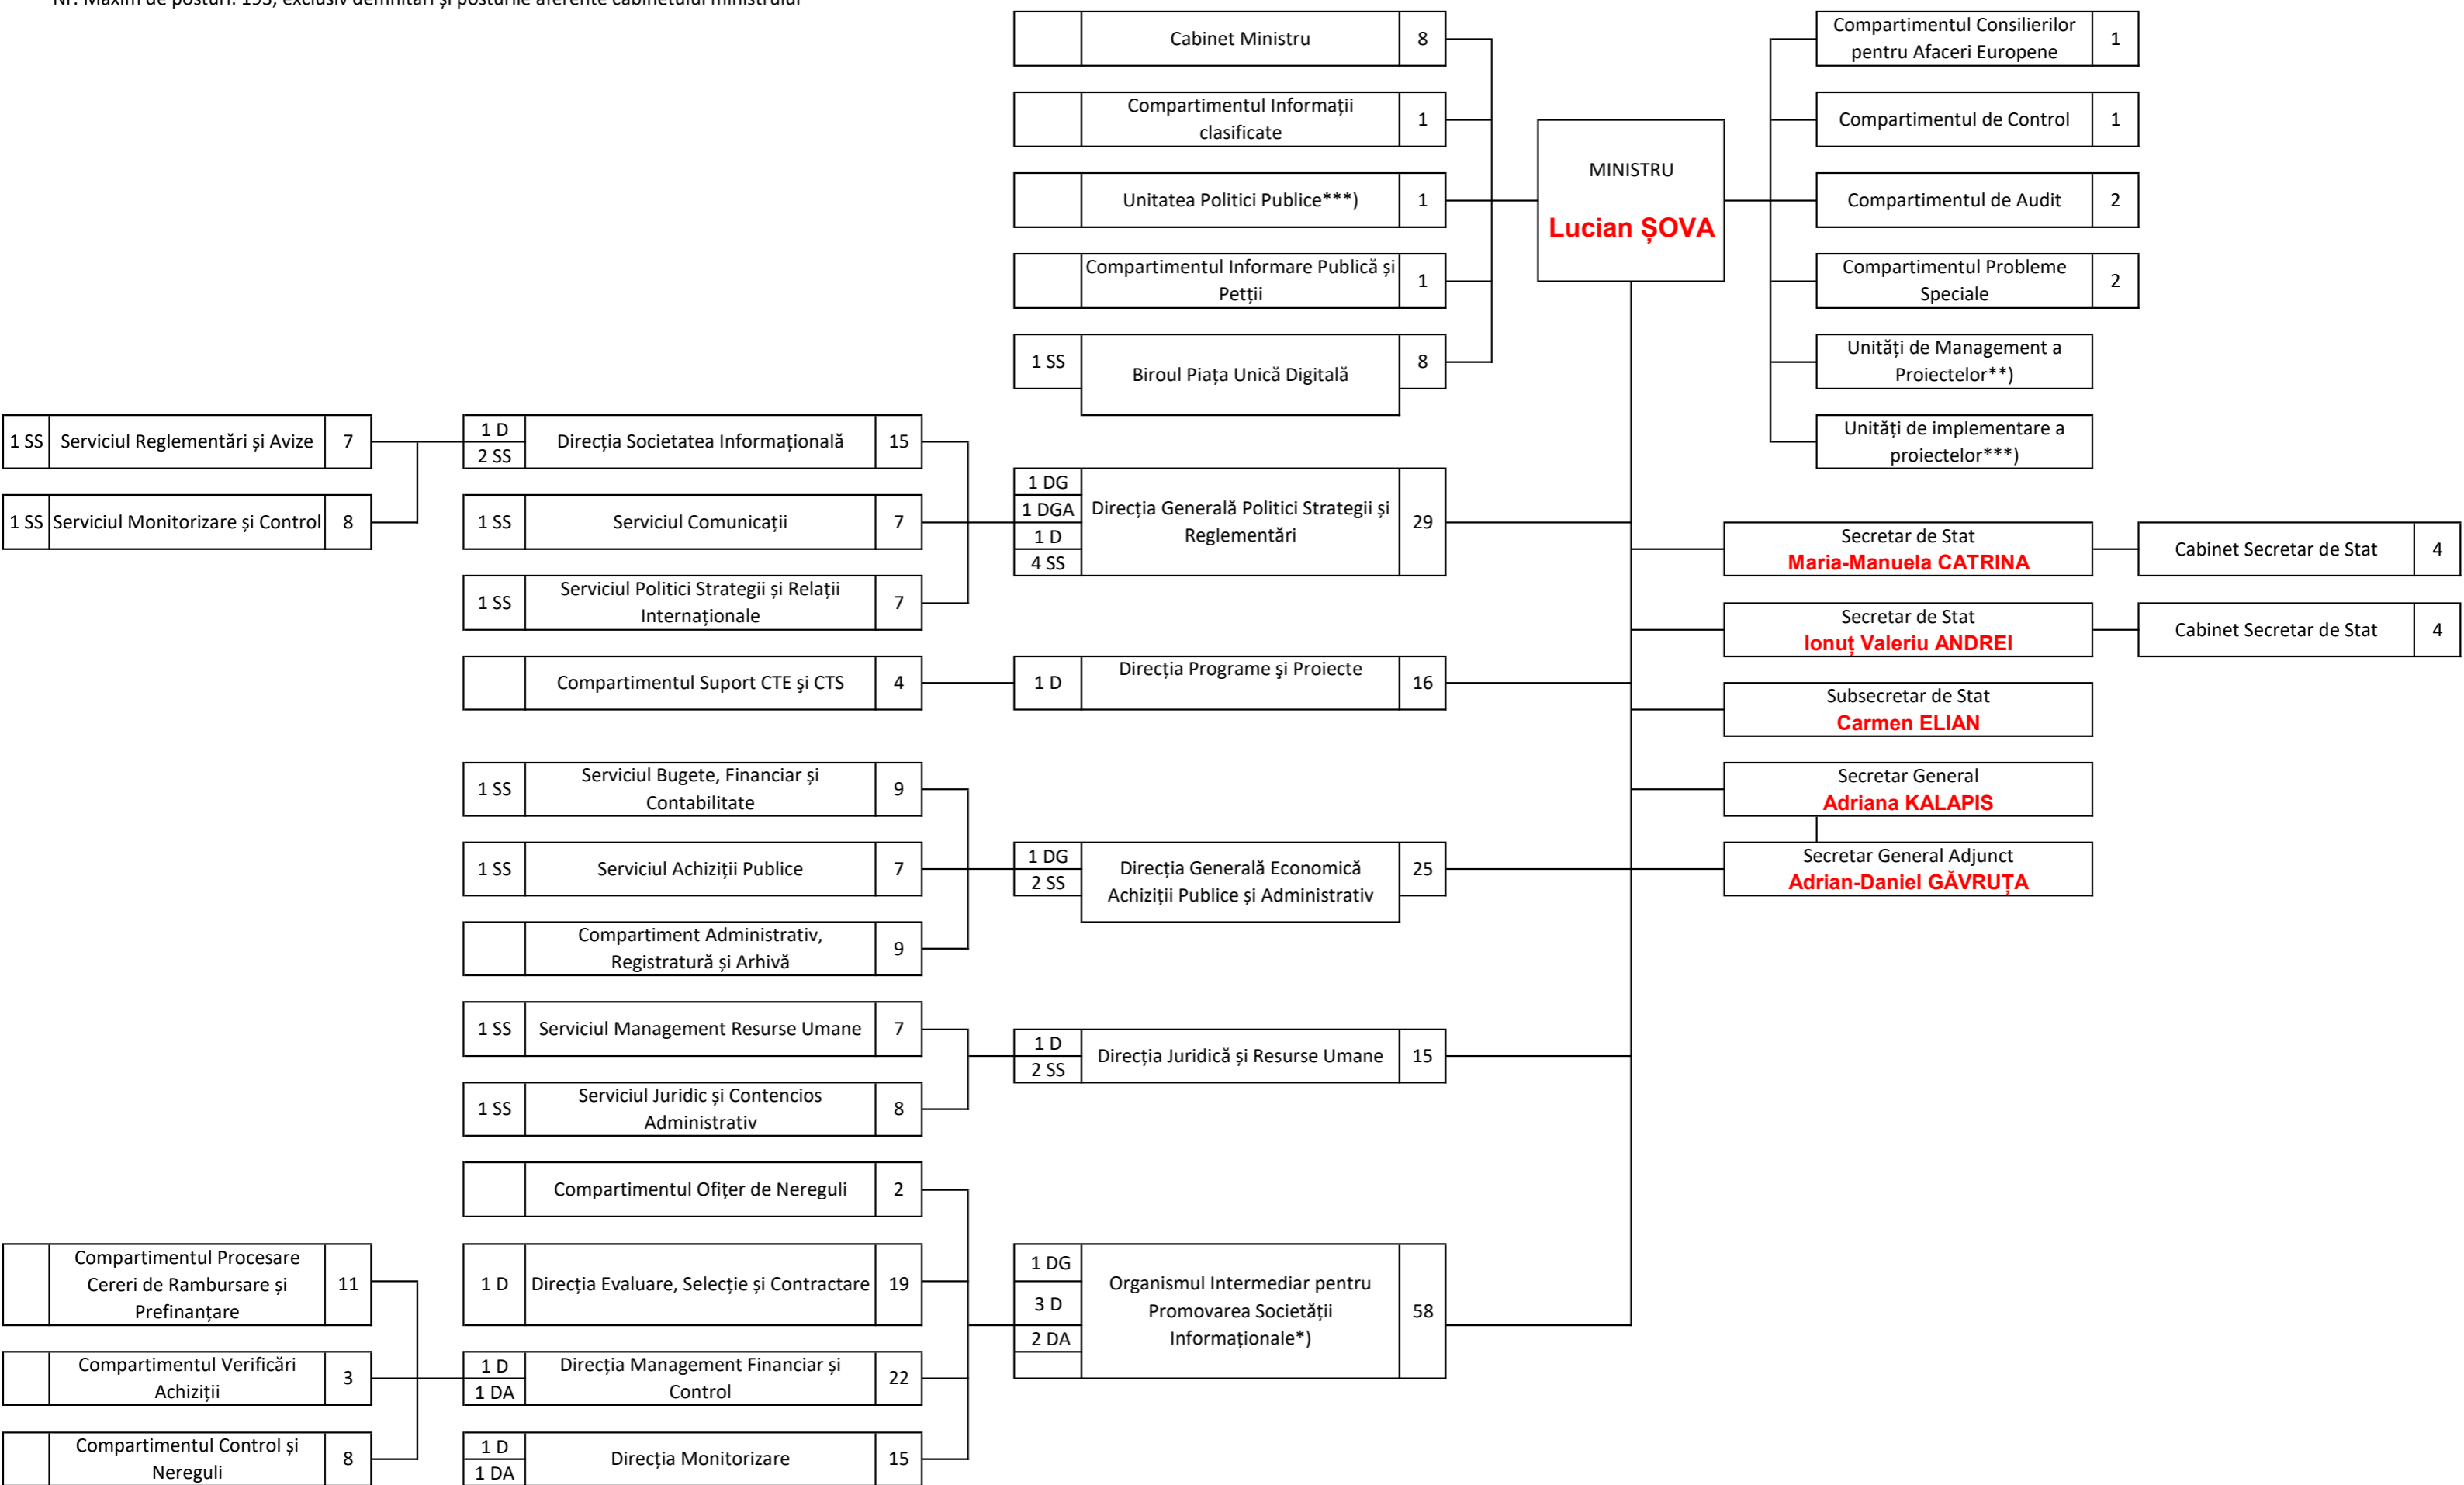 Nr. Maxim de posturi: 193, exclusiv demnitari și posturile aferente cabinetului ministrului
Cabinet Ministru 8
Compartimentul Informații
clasificate
1
Unitatea Politici Publice***) 1
Compartimentul Informare Publică și
Petții
1
1 SS Biroul Piața Unică Digitală 8
MINISTRU
Lucian ȘOVA
Compartimentul Consilierilor
pentru Afaceri Europene
1
Compartimentul de Control 1
Compartimentul de Audit 2
Compartimentul Probleme
Speciale
2
Unități de Management a
Proiectelor**)
Unități de implementare a
proiectelor***)
Secretar de Stat
Maria-Manuela CATRINA
Cabinet Secretar de Stat 4
Secretar de Stat
Ionuț Valeriu ANDREI
Cabinet Secretar de Stat 4
Subsecretar de Stat
Carmen ELIAN
Secretar General
Adriana KALAPIS
Secretar General Adjunct
Adrian-Daniel GĂVRUȚA
1 SS Serviciul Reglementări și Avize 7
1 SS Serviciul Monitorizare și Control 8
1 D
2 SS
Direcția Societatea Informațională 15
1 SS Serviciul Comunicații 7
1 SS
Serviciul Politici Strategii și Relații
Internaționale
7
1 DG
1 DGA
1 D
4 SS
Direcția Generală Politici Strategii și
Reglementări
29
Compartimentul Suport CTE şi CTS 4
1 D Direcția Programe şi Proiecte 16
1 SS
Serviciul Bugete, Financiar și
Contabilitate
9
1 SS Serviciul Achiziții Publice 7
Compartiment Administrativ,
Registratură și Arhivă
9
1 DG
2 SS
Direcția Generală Economică
Achiziții Publice și Administrativ
25
1 SS Serviciul Management Resurse Umane 7
1 SS
Serviciul Juridic și Contencios
Administrativ
8
1 D
2 SS
Direcția Juridică și Resurse Umane 15
Compartimentul Ofițer de Nereguli 2
1 D Direcția Evaluare, Selecție și Contractare 19
1 D
1 DA
Direcția Management Financiar și
Control
22
1 D
1 DA
Direcția Monitorizare 15
1 DG
3 D
2 DA
Organismul Intermediar pentru
Promovarea Societății
Informaționale*)
58
Compartimentul Procesare
Cereri de Rambursare și
Prefinanțare
11
Compartimentul Verificări
Achiziții
3
Compartimentul Control și
Nereguli
8